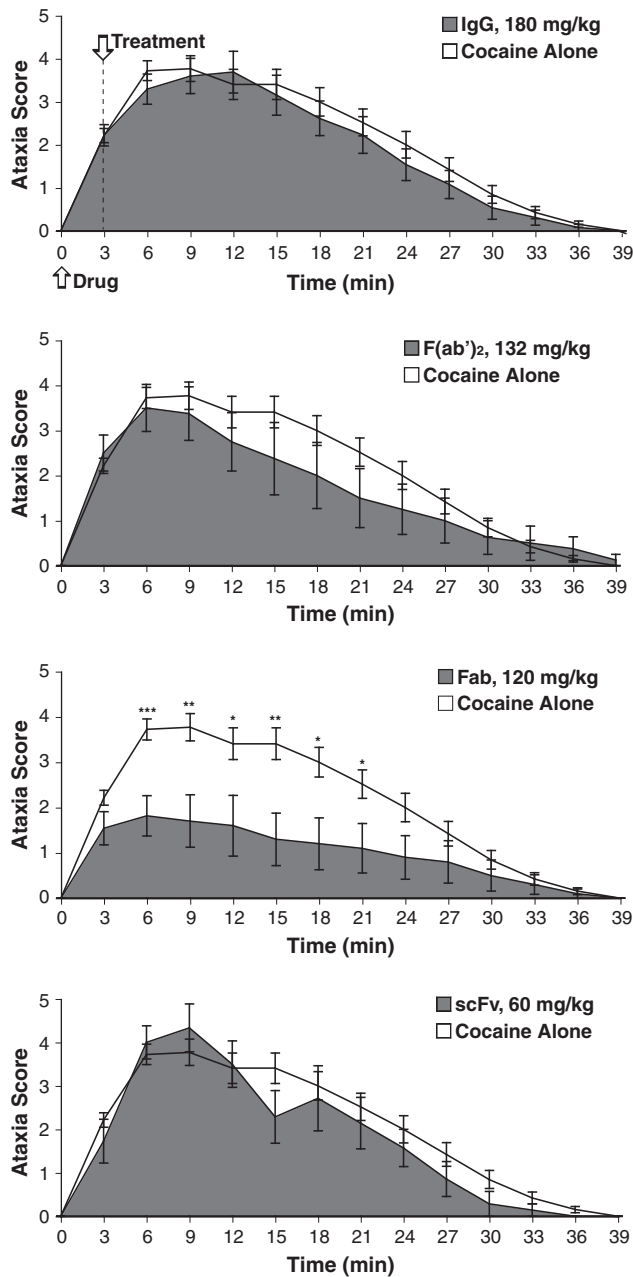 5
IgG, 180 mg/kg
Treatment
Cocaine Alone
4
3
2
1
0
Ataxia Score
0 3 6 9 12 15 18 21 24 27 30 33 36 39
Drug
Time (min)
5
F(ab')₂, 132 mg/kg
Cocaine Alone
4
3
2
1
0
Ataxia Score
0 3 6 9 12 15 18 21 24 27 30 33 36 39
Time (min)
5
Fab, 120 mg/kg
Cocaine Alone
*** ** * ** * *
4
3
2
1
0
Ataxia Score
0 3 6 9 12 15 18 21 24 27 30 33 36 39
Time (min)
5
scFv, 60 mg/kg
Cocaine Alone
4
3
2
1
0
Ataxia Score
0 3 6 9 12 15 18 21 24 27 30 33 36 39
Time (min)